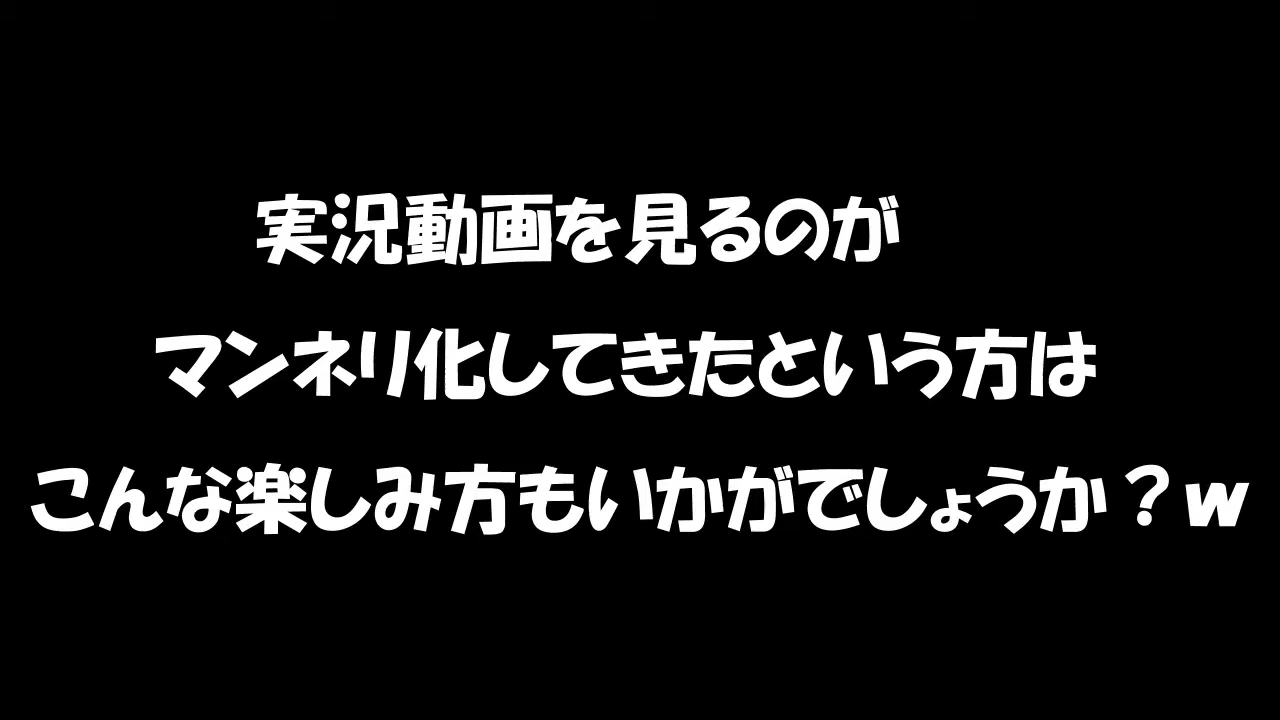 実況動画を見るのが
マンネリ化してきたという方は
こんな楽しみ方もいかがでしょうか？ｗ